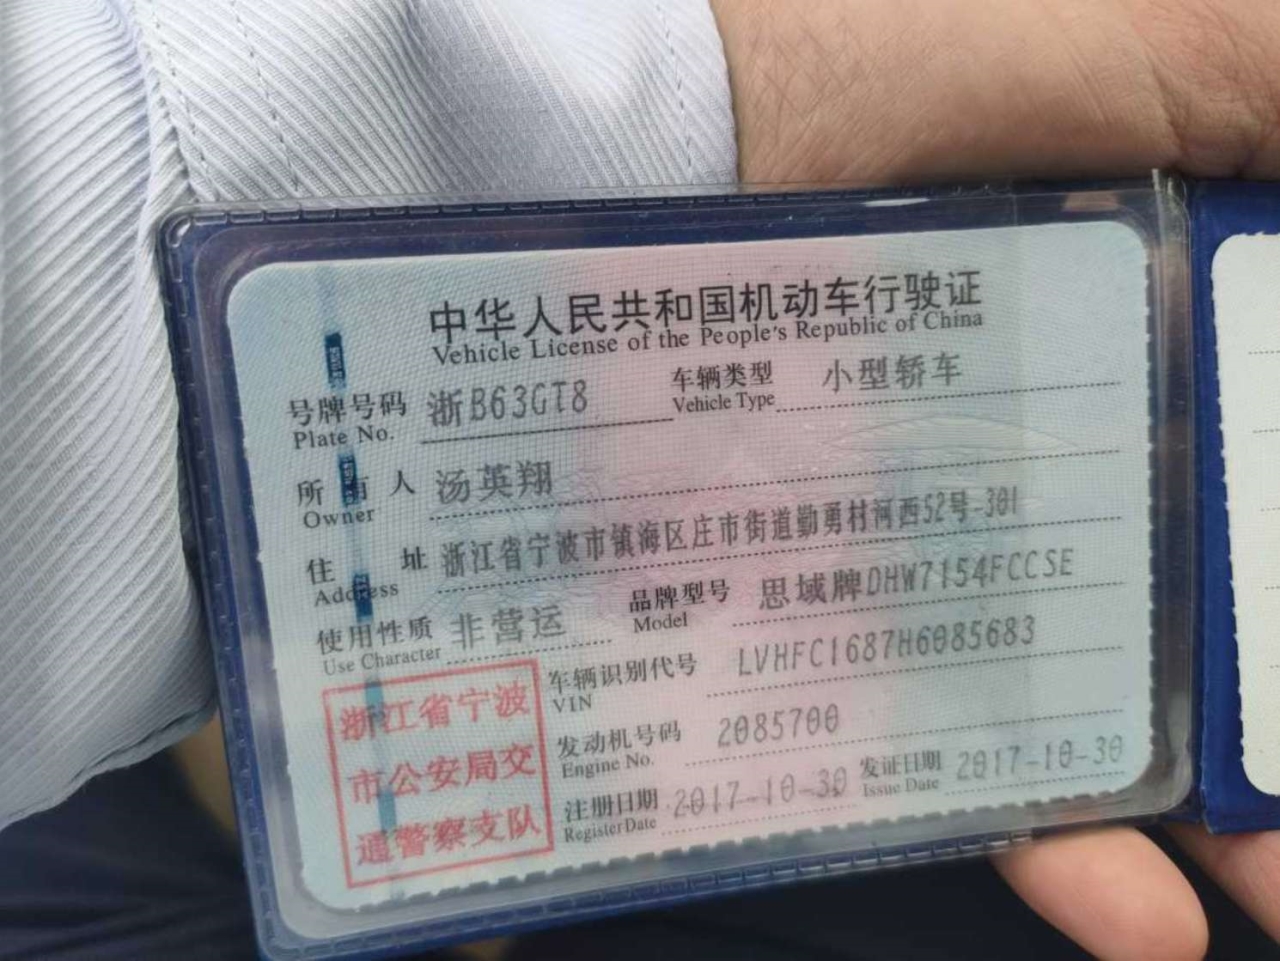 中华人民共和国机动车行驶证
Vehicle License of the People's Republic of China
号牌号码 浙B63GT8 车辆类型 小型轿车
Plate No. Vehicle Type
所有人 汤英翔
Owner
住址 浙江省宁波市镇海区庄市街道勤勇村河西52号-301
Address
使用性质 非营运 品牌型号 思域牌DHW7154FCCSE
Use Character Model
车辆识别代号 LVHFC1687H6085683
VIN
发动机号码 2085700
Engine No.
注册日期 2017-10-30 发证日期 2017-10-30
Register Date Issue Date
浙江省宁波
市公安局交
通警察支队